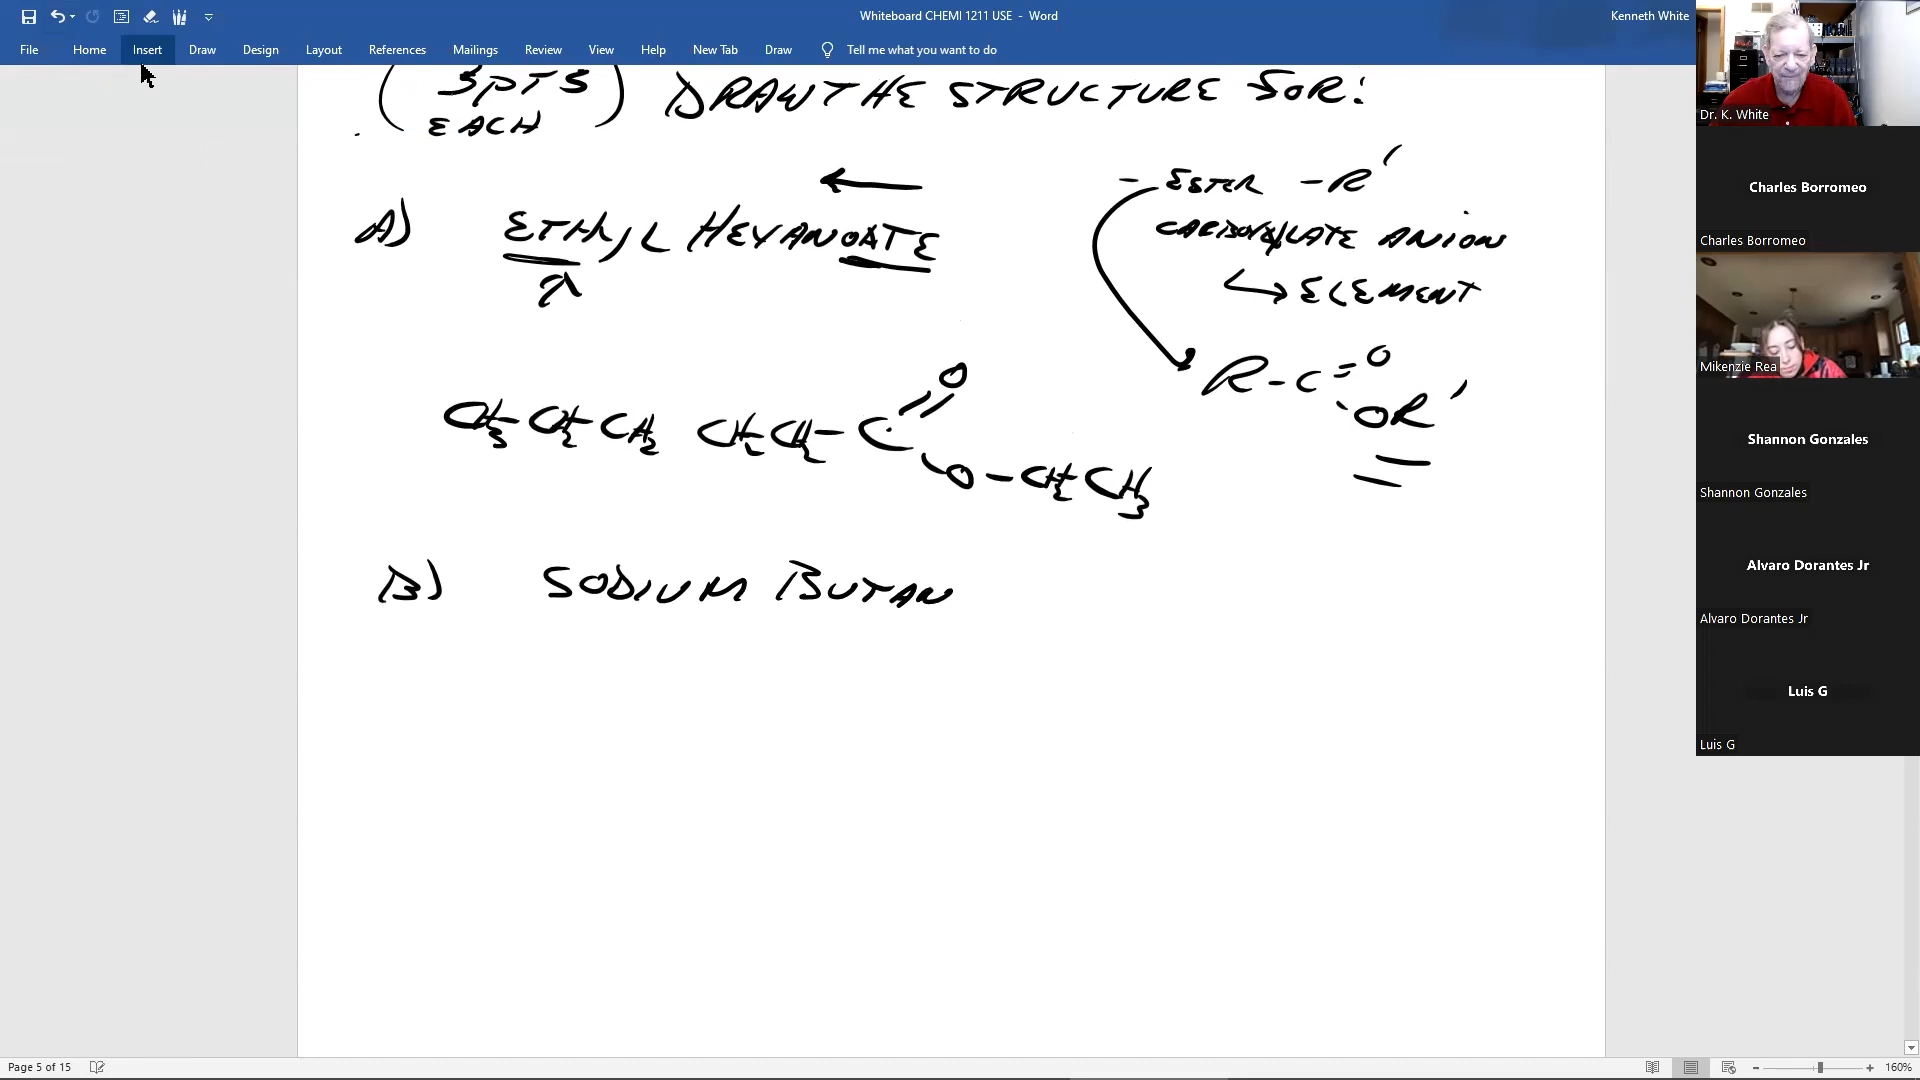 Whiteboard CHEMI 1211 USE - Word
Kenneth White
File Home Insert Draw Design Layout References Mailings Review View Help New Tab Draw Tell me what you want to do
( 3PTS EACH ) DRAW THE STRUCTURE FOR:
- ESTER - R'
A) ETHYL HEXANOATE
CARBOXYLATE ANION
↳ ELEMENT
R-C=O
OR'
O
CH3-CH2-CH2 CH2CH2-C
O-CH2CH3
B) SODIUM BUTAN
Dr. K. White
Charles Borromeo
Charles Borromeo
Mikenzie Rea
Shannon Gonzales
Shannon Gonzales
Alvaro Dorantes Jr
Alvaro Dorantes Jr
Luis G
Luis G
Page 5 of 15
160%